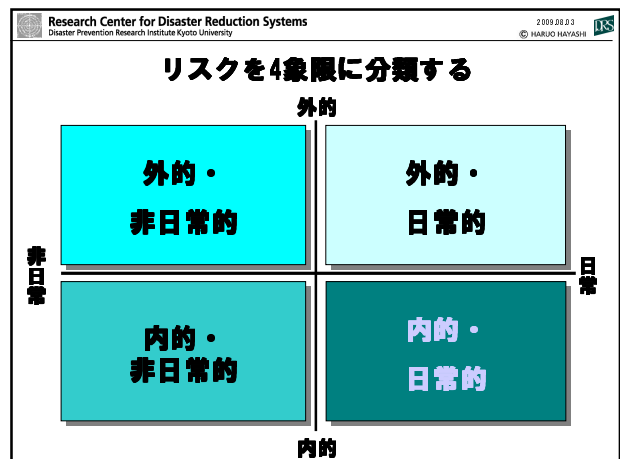 Research Center for Disaster Reduction Systems
Disaster Prevention Research Institute Kyoto University
2009.08.03
© HARUO HAYASHI
DRS
リスクを4象限に分類する
外的
外的・
非日常的
外的・
日常的
非日常
日常
内的・
非日常的
内的・
日常的
内的